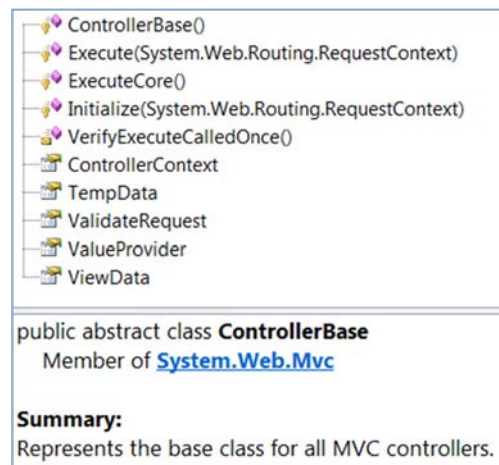 ControllerBase()
Execute(System.Web.Routing.RequestContext)
ExecuteCore()
Initialize(System.Web.Routing.RequestContext)
VerifyExecuteCalledOnce()
ControllerContext
TempData
ValidateRequest
ValueProvider
ViewData
public abstract class ControllerBase
Member of System.Web.Mvc
Summary:
Represents the base class for all MVC controllers.